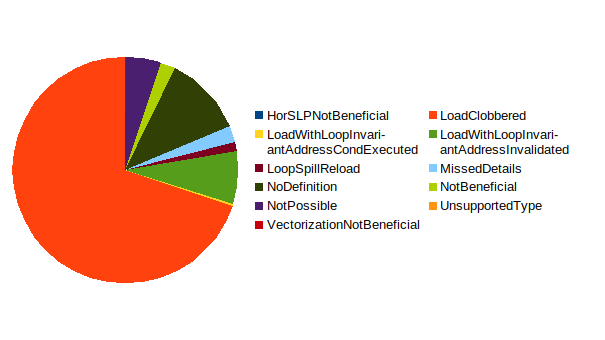 HorSLPNotBeneficial
LoadClobbered
LoadWithLoopInvari-
antAddressCondExecuted
LoadWithLoopInvari-
antAddressInvalidated
LoopSpillReload
MissedDetails
NoDefinition
NotBeneficial
NotPossible
UnsupportedType
VectorizationNotBeneficial